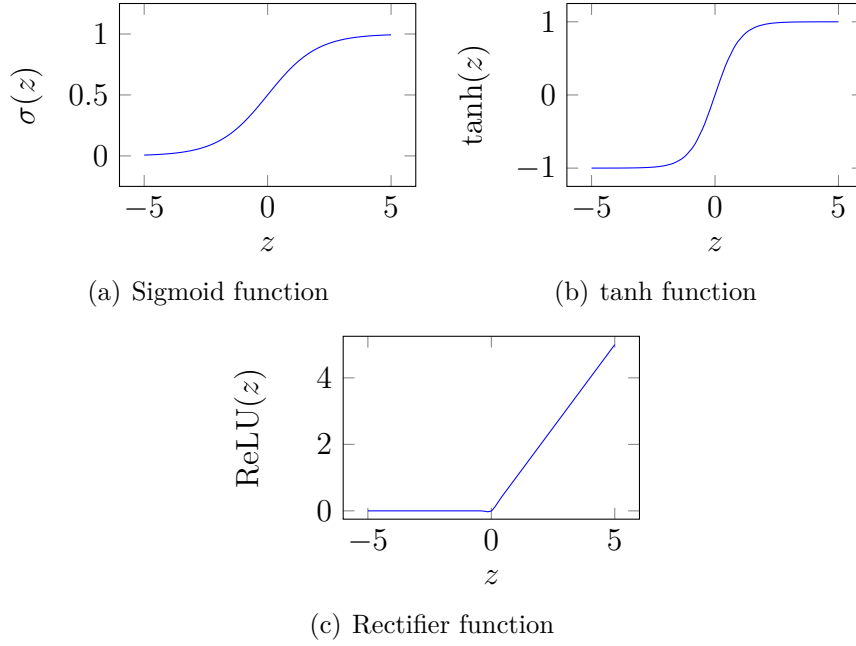 1
0.5
0
σ(z)
−5 0 5
z
(a) Sigmoid function
1
0
−1
tanh(z)
−5 0 5
z
(b) tanh function
4
2
0
ReLU(z)
−5 0 5
z
(c) Rectifier function